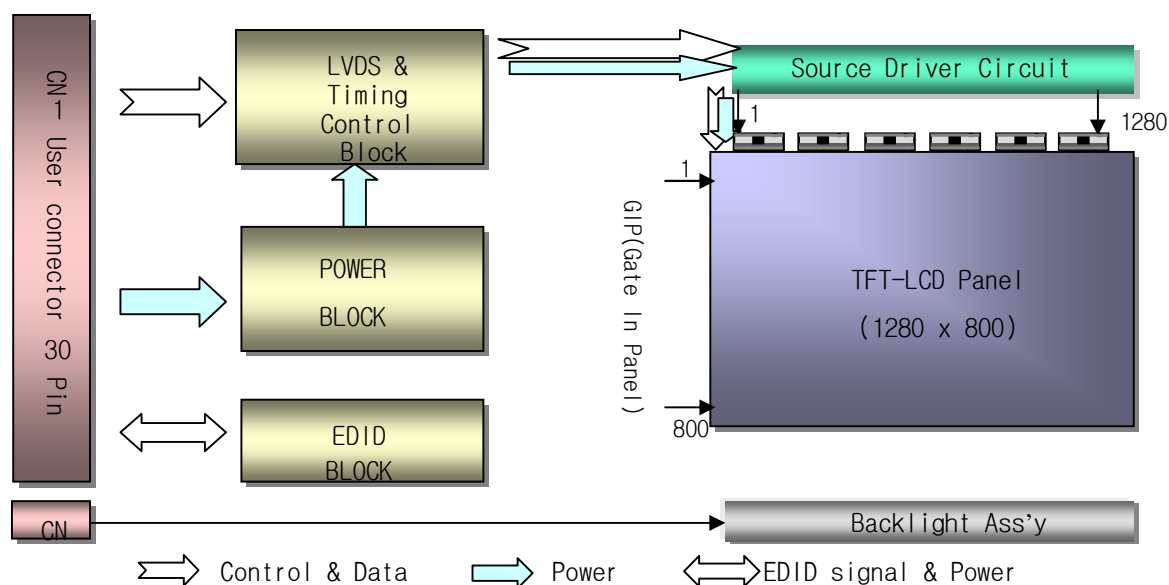 CN-1 User connector 30 Pin
LVDS &
Timing
Control
Block
Source Driver Circuit
1
1280
1
GIP(Gate In Panel)
800
POWER
BLOCK
TFT-LCD Panel
(1280 x 800)
EDID
BLOCK
CN
Backlight Ass’y
Control & Data
Power
EDID signal & Power